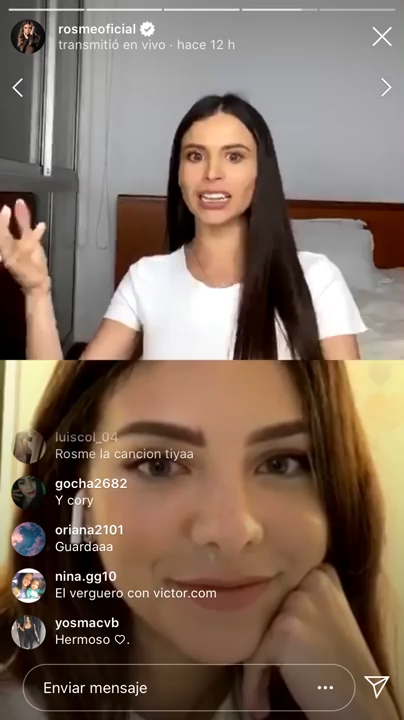 rosmeoficial
transmitió en vivo · hace 12 h
luiscol_04
Rosme la cancion tiyaa
gocha2682
Y cory
oriana2101
Guardaaa
nina.gg10
El verguero con victor.com
yosmacvb
Hermoso ♡.
Enviar mensaje